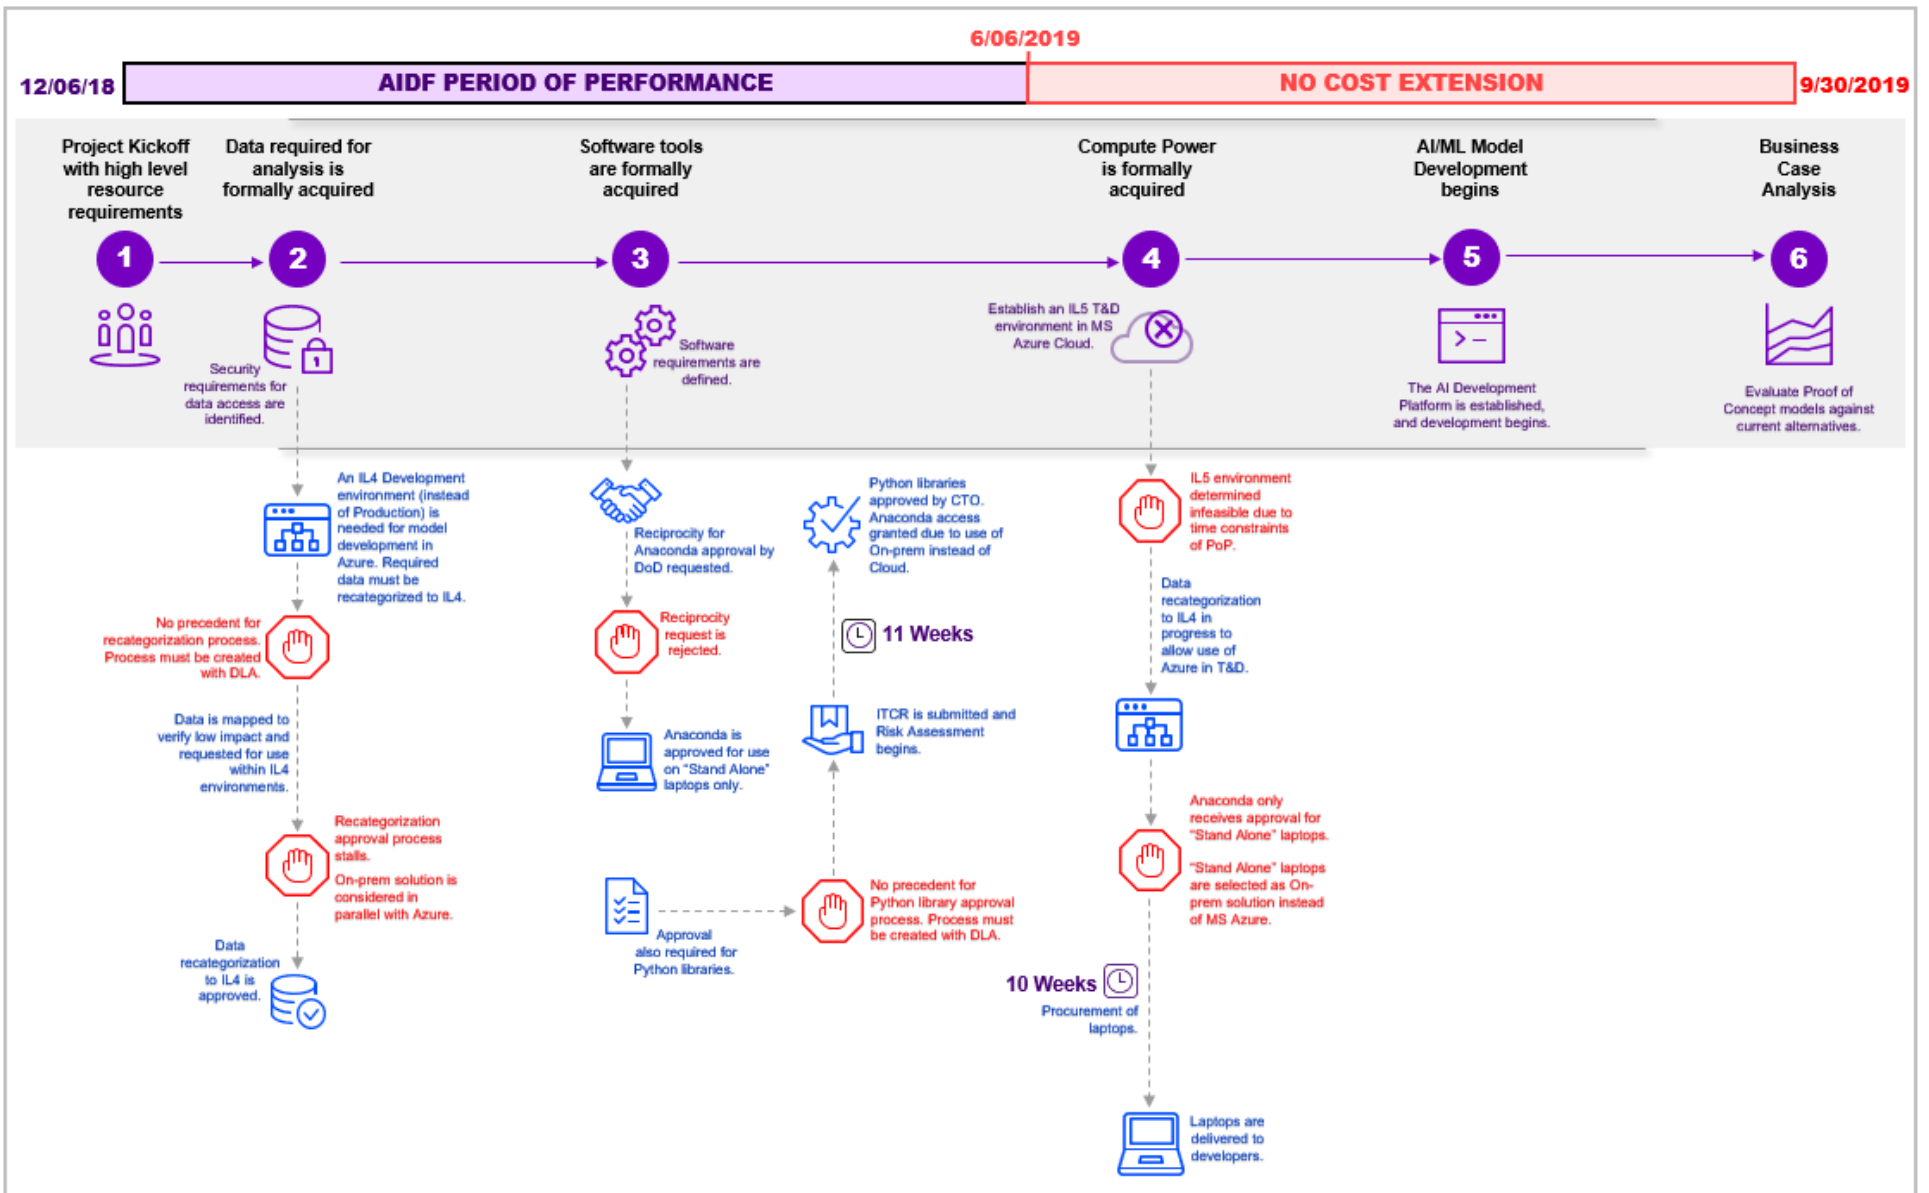 6/06/2019
12/06/18
AIDF PERIOD OF PERFORMANCE
NO COST EXTENSION
9/30/2019
Project Kickoff
with high level
resource
requirements
Data required for
analysis is
formally acquired
Software tools
are formally
acquired
Compute Power
is formally
acquired
AI/ML Model
Development
begins
Business
Case
Analysis
1
2
3
4
5
6
Security
requirements for
data access are
identified.
Software
requirements are
defined.
Establish an IL5 T&D
environment in MS
Azure Cloud.
The AI Development
Platform is established,
and development begins.
Evaluate Proof of
Concept models against
current alternatives.
An IL4 Development
environment (instead
of Production) is
needed for model
development in
Azure. Required
data must be
recategorized to IL4.
No precedent for
recategorization process.
Process must be created
with DLA.
Data is mapped to
verify low impact and
requested for use
within IL4
environments.
Recategorization
approval process
stalls.
On-prem solution is
considered in
parallel with Azure.
Data
recategorization
to IL4 is
approved.
Reciprocity for
Anaconda approval by
DoD requested.
Reciprocity
request is
rejected.
Anaconda is
approved for use
on "Stand Alone"
laptops only.
Approval
also required for
Python libraries.
No precedent for
Python library approval
process. Process must
be created with DLA.
ITCR is submitted and
Risk Assessment
begins.
11 Weeks
Python libraries
approved by CTO.
Anaconda access
granted due to use of
On-prem instead of
Cloud.
IL5 environment
determined
infeasible due to
time constraints
of PoP.
Data
recategorization
to IL4 in
progress to
allow use of
Azure in T&D.
Anaconda only
receives approval for
"Stand Alone" laptops.
"Stand Alone" laptops
are selected as On-
prem solution instead
of MS Azure.
10 Weeks
Procurement of
laptops.
Laptops are
delivered to
developers.